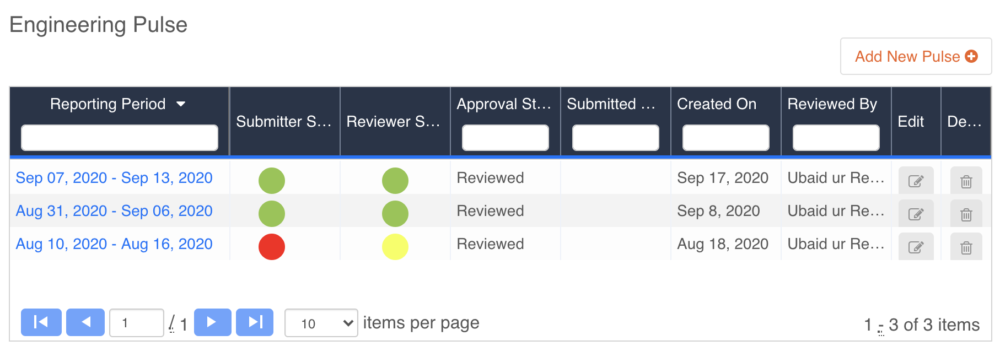 Engineering Pulse
Add New Pulse
Reporting Period Submitter S... Reviewer S... Approval St... Submitted ... Created On Reviewed By Edit De...
Sep 07, 2020 - Sep 13, 2020 Reviewed Sep 17, 2020 Ubaid ur Re...
Aug 31, 2020 - Sep 06, 2020 Reviewed Sep 8, 2020 Ubaid ur Re...
Aug 10, 2020 - Aug 16, 2020 Reviewed Aug 18, 2020 Ubaid ur Re...
1 / 1 10 items per page 1 - 3 of 3 items